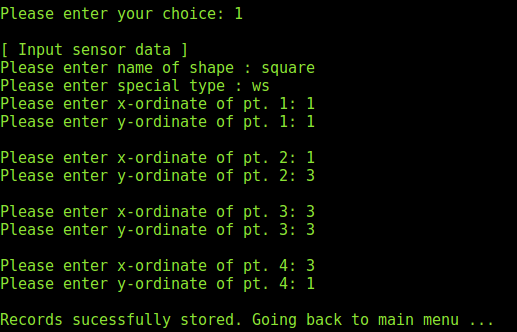 Please enter your choice: 1
[ Input sensor data ]
Please enter name of shape : square
Please enter special type : ws
Please enter x-ordinate of pt. 1: 1
Please enter y-ordinate of pt. 1: 1
Please enter x-ordinate of pt. 2: 1
Please enter y-ordinate of pt. 2: 3
Please enter x-ordinate of pt. 3: 3
Please enter y-ordinate of pt. 3: 3
Please enter x-ordinate of pt. 4: 3
Please enter y-ordinate of pt. 4: 1
Records sucessfully stored. Going back to main menu ...